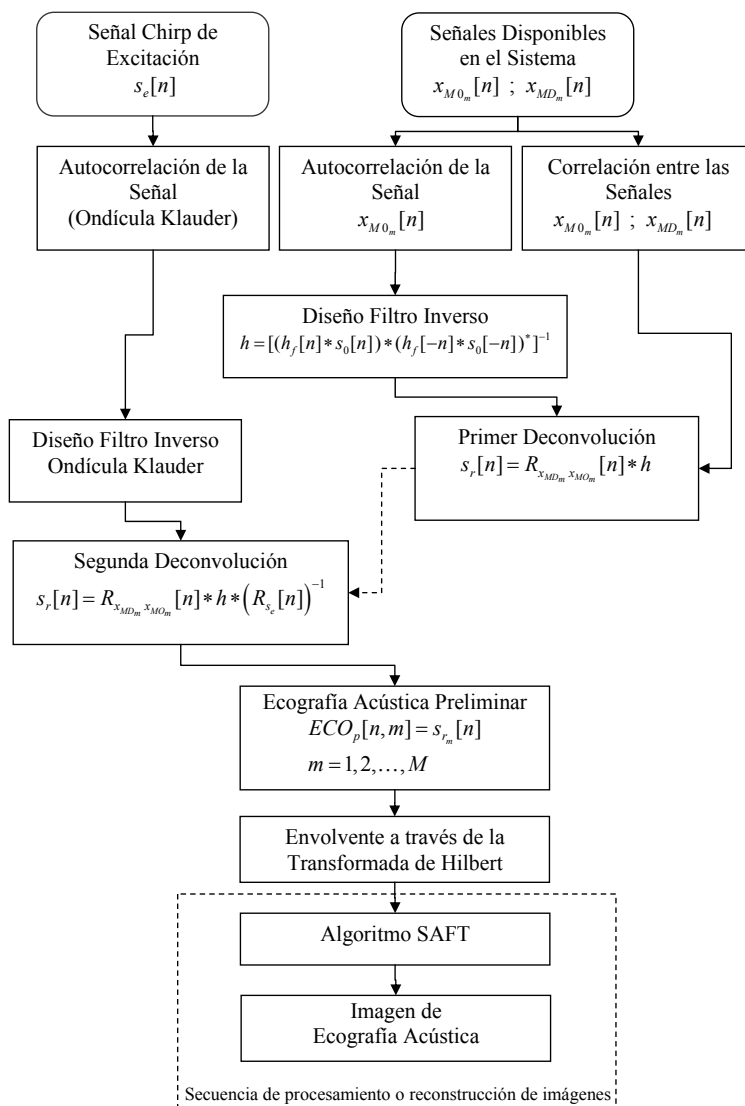 Señal Chirp de
Excitación
s_e[n]
Señales Disponibles
en el Sistema
x_{M0_m}[n] ; x_{MD_m}[n]
Autocorrelación de la
Señal
(Ondícula Klauder)
Autocorrelación de la
Señal
x_{M0_m}[n]
Correlación entre las
Señales
x_{M0_m}[n] ; x_{MD_m}[n]
Diseño Filtro Inverso
h = [(h_f[n]*s_0[n])*(h_f[-n]*s_0[-n])^*]^{-1}
Diseño Filtro Inverso
Ondícula Klauder
Primer Deconvolución
s_r[n] = R_{x_{MD_m} x_{MO_m}}[n]*h
Segunda Deconvolución
s_r[n] = R_{x_{MD_m} x_{MO_m}}[n]*h*(R_{s_e}[n])^{-1}
Ecografía Acústica Preliminar
ECO_p[n,m] = s_{r_m}[n]
m = 1,2,…,M
Envolvente a través de la
Transformada de Hilbert
Algoritmo SAFT
Imagen de
Ecografía Acústica
Secuencia de procesamiento o reconstrucción de imágenes